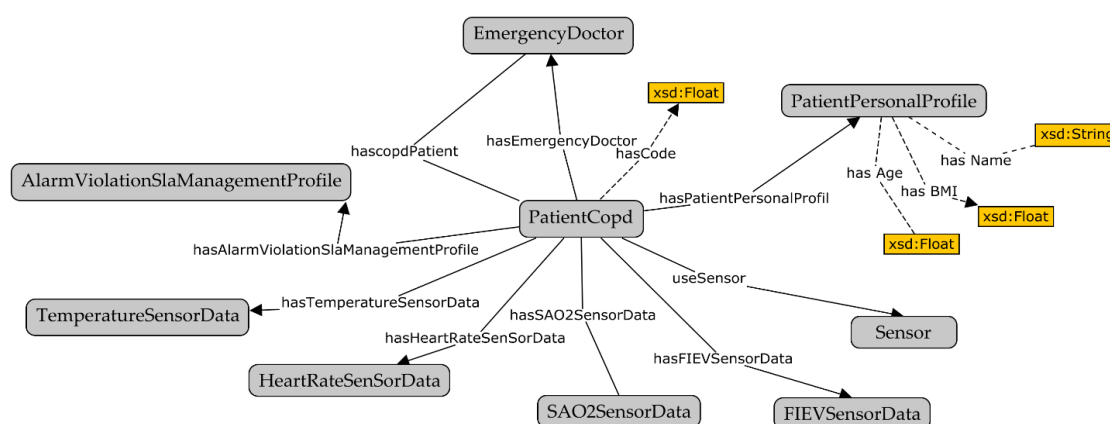 EmergencyDoctor
xsd:Float
PatientPersonalProfile
xsd:String
hascopdPatient
hasEmergencyDoctor
hasCode
has Name
has Age
AlarmViolationSlaManagementProfile
hasPatientPersonalProfil
has BMI
PatientCopd
xsd:Float
xsd:Float
hasAlarmViolationSlaManagementProfile
useSensor
hasTemperatureSensorData
TemperatureSensorData
hasSAO2SensorData
Sensor
hasHeartRateSenSorData
hasFIEVSensorData
HeartRateSenSorData
SAO2SensorData
FIEVSensorData